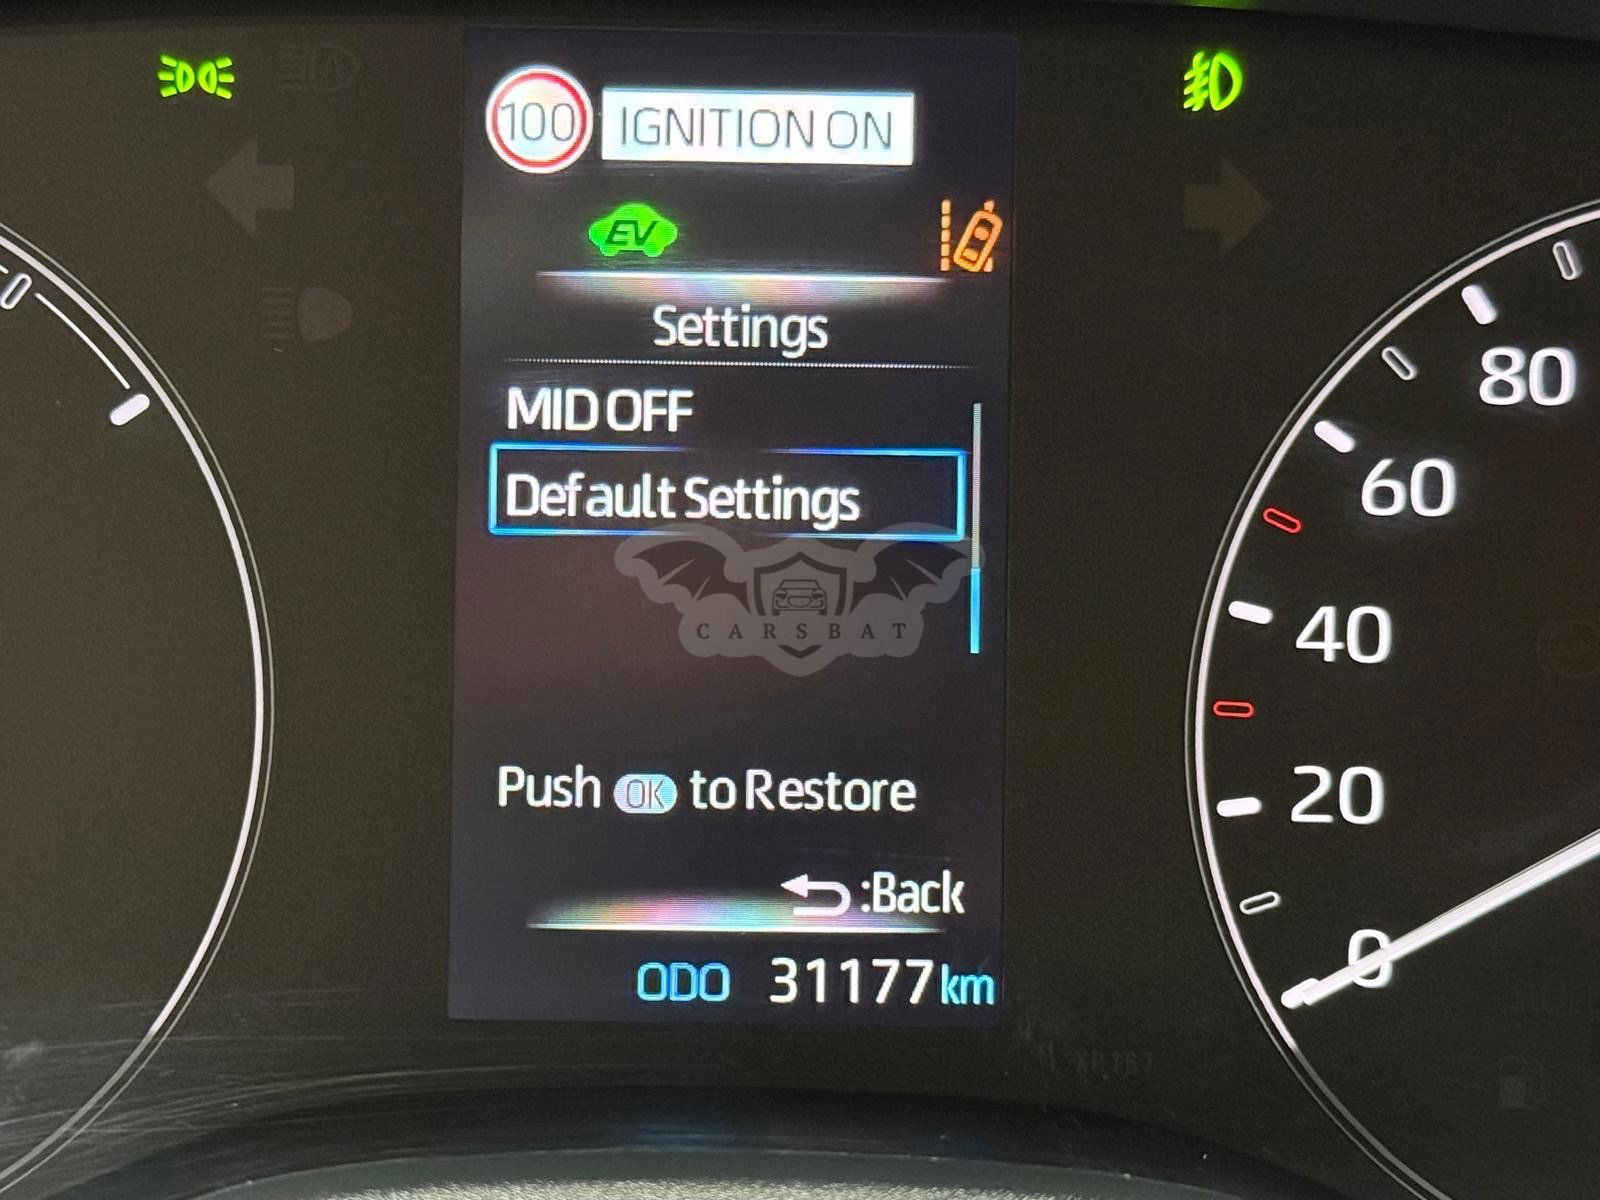 100 IGNITION ON
EV
Settings
MID OFF
Default Settings
CARSBAT
Push OK to Restore
:Back
ODO 31177 km
80
60
40
20
0